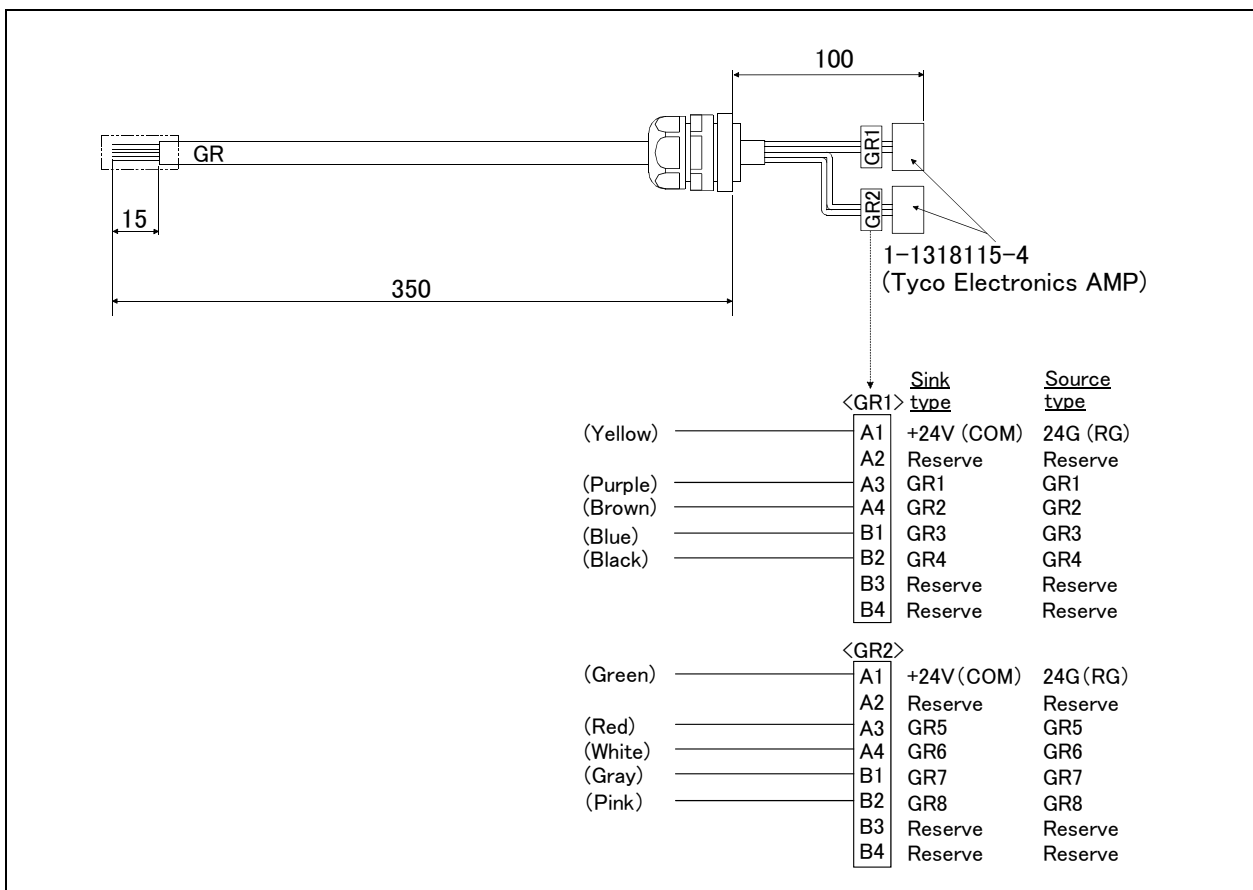 100
GR
GR1
GR2
15
1-1318115-4
(Tyco Electronics AMP)
350
Sink type Source type
<GR1>
(Yellow) A1 +24V (COM) 24G (RG)
A2 Reserve Reserve
(Purple) A3 GR1 GR1
(Brown) A4 GR2 GR2
(Blue) B1 GR3 GR3
(Black) B2 GR4 GR4
B3 Reserve Reserve
B4 Reserve Reserve
<GR2>
(Green) A1 +24V(COM) 24G(RG)
A2 Reserve Reserve
(Red) A3 GR5 GR5
(White) A4 GR6 GR6
(Gray) B1 GR7 GR7
(Pink) B2 GR8 GR8
B3 Reserve Reserve
B4 Reserve Reserve